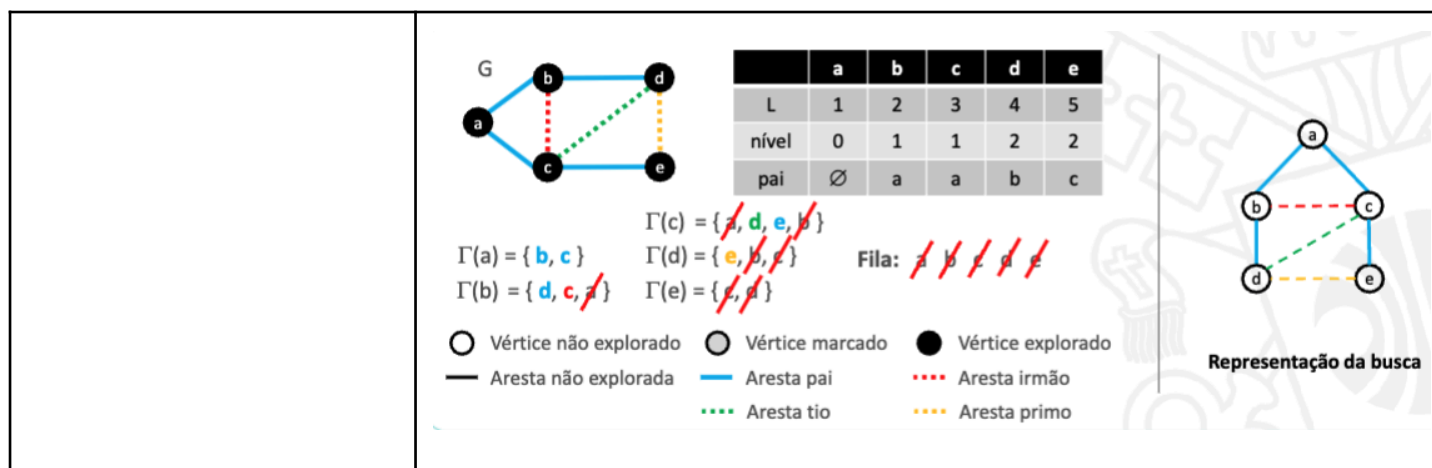 G
b
d
a
c
e
a b c d e
L 1 2 3 4 5
nível 0 1 1 2 2
pai ∅ a a b c
Γ(c) = { a, d, e, b }
Γ(a) = { b, c }
Γ(d) = { e, b, c }
Fila: a b c d e
Γ(b) = { d, c, a }
Γ(e) = { c, d }
a
b c
d e
Vértice não explorado Vértice marcado Vértice explorado
Aresta não explorada Aresta pai Aresta irmão
Aresta tio Aresta primo
Representação da busca